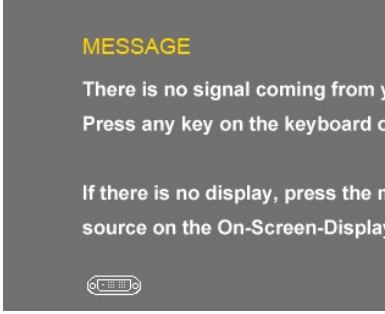 MESSAGE
There is no signal coming from
Press any key on the keyboard
If there is no display, press the
source on the On-Screen-Display